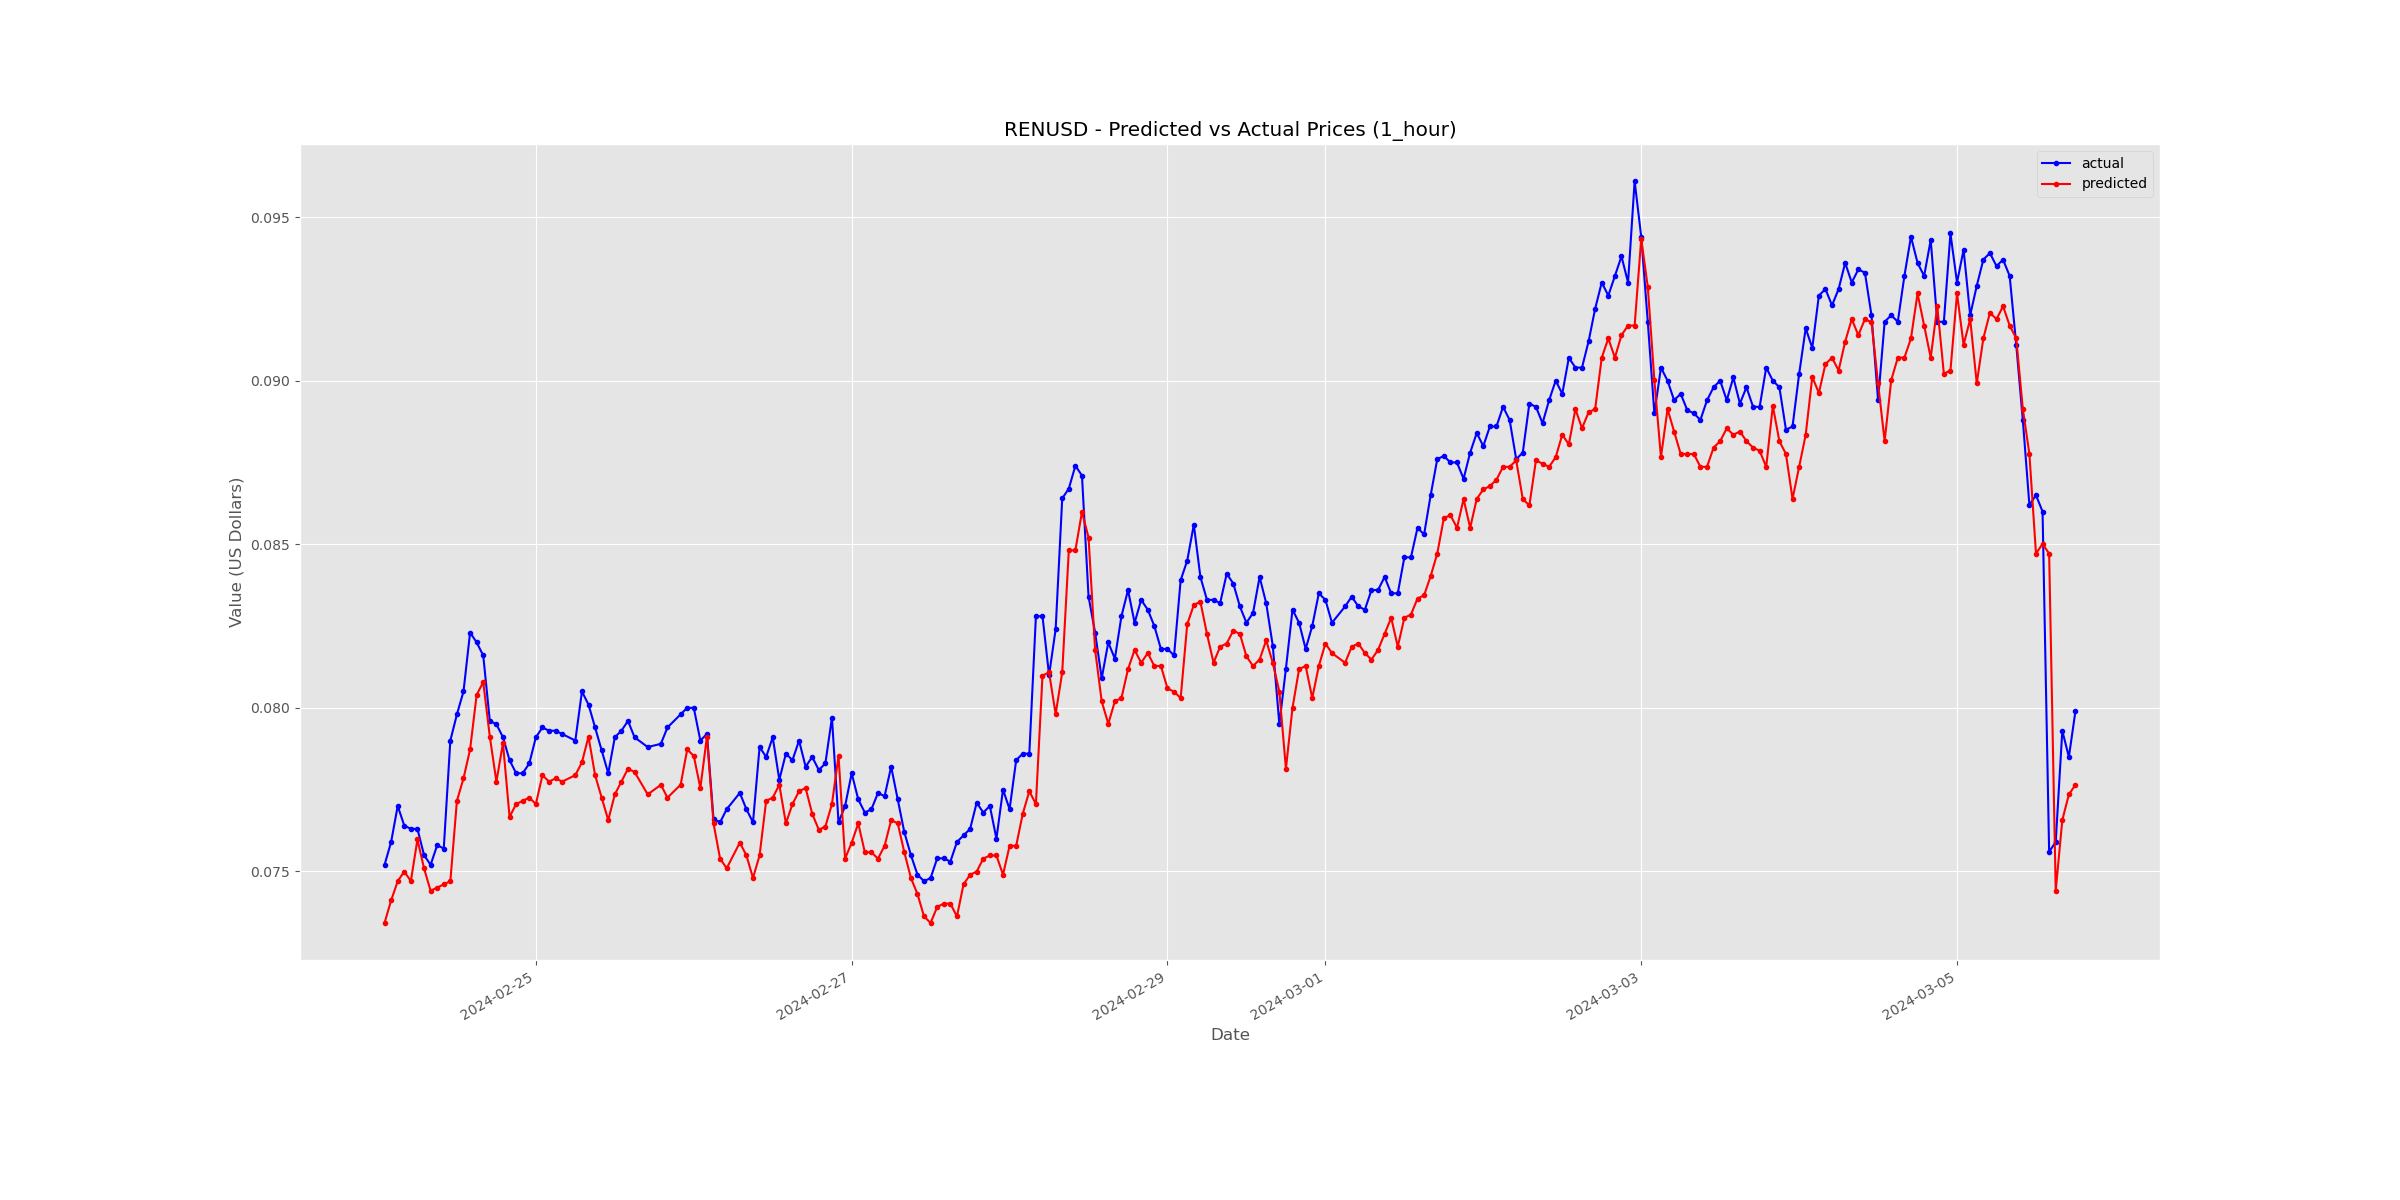 RENUSD - Predicted vs Actual Prices (1_hour)
actual
predicted
0.095
0.090
0.085
0.080
0.075
Value (US Dollars)
2024-02-25
2024-02-27
2024-02-29
2024-03-01
2024-03-03
2024-03-05
Date